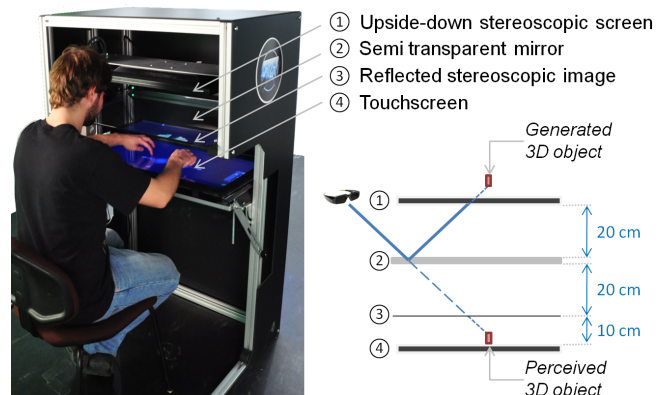 ① Upside-down stereoscopic screen
② Semi transparent mirror
③ Reflected stereoscopic image
④ Touchscreen
Generated
3D object
①
20 cm
②
20 cm
③
10 cm
④
Perceived
3D object